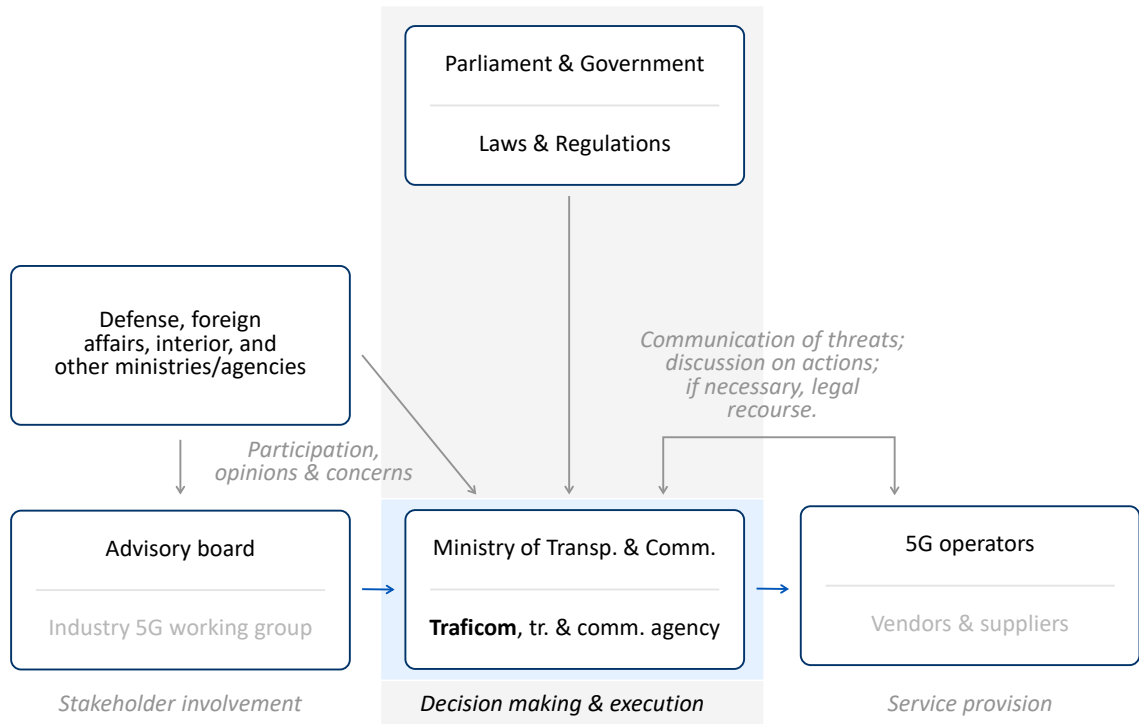 Parliament & Government
Laws & Regulations
Defense, foreign
affairs, interior, and
other ministries/agencies
Communication of threats;
discussion on actions;
if necessary, legal
recourse.
Participation,
opinions & concerns
Advisory board
Industry 5G working group
Ministry of Transp. & Comm.
Traficom, tr. & comm. agency
5G operators
Vendors & suppliers
Stakeholder involvement
Decision making & execution
Service provision